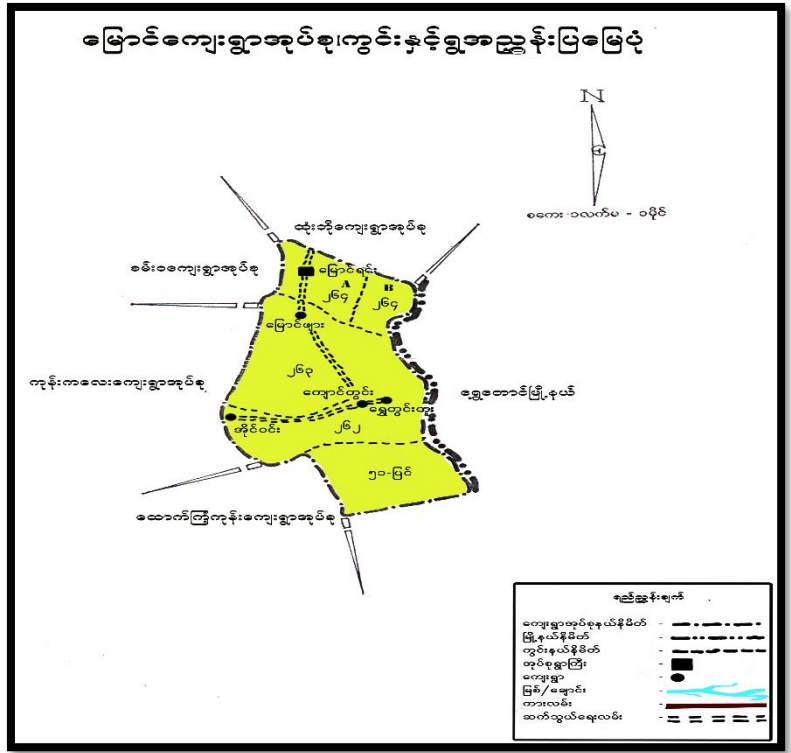 မြောင်ကျေးရွာအုပ်စု၊ကွင်းနှင့်ရွာအညွှန်းပြမြေပုံ
N
စကေး ၁လက်မ - ၁မိုင်
ထုံးဘိုကျေးရွာအုပ်စု
စမ်းခကျေးရွာအုပ်စု
မြောင်ရင်း
A
၂၆၄
B
၂၆၄
မြောင်ဖျား
၂၆၃
ကုန်းကလေးကျေးရွာအုပ်စု
ရွှေတောင်မြို့နယ်
ကျောင်တွင်း
ရွှေတွင်းတူး
အိုင်ဝင်း
၂၆၂
၅၁-မြင်
ထောက်ကြံ့ကုန်းကျေးရွာအုပ်စု
ရည်ညွှန်းချက်
ကျေးရွာအုပ်စုနယ်နိမိတ် -
မြို့နယ်နိမိတ် -
ကွင်းနယ်နိမိတ် -
အုပ်စုရွာကြီး -
ကျေးရွာ -
မြစ်/ချောင်း -
ကားလမ်း -
ဆက်သွယ်ရေးလမ်း -